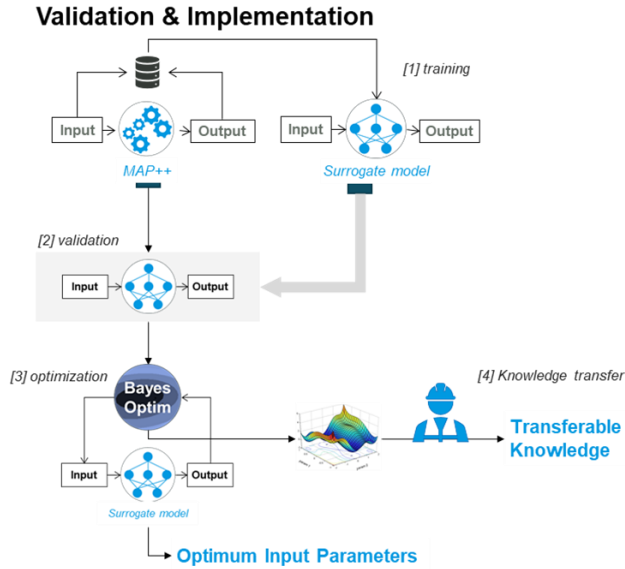 Validation & Implementation
[1] training
Input
Output
Input
Output
MAP++
Surrogate model
[2] validation
Input
Output
[3] optimization
Bayes
Optim
[4] Knowledge transfer
Transferable
Knowledge
Input
Output
Surrogate model
Optimum Input Parameters